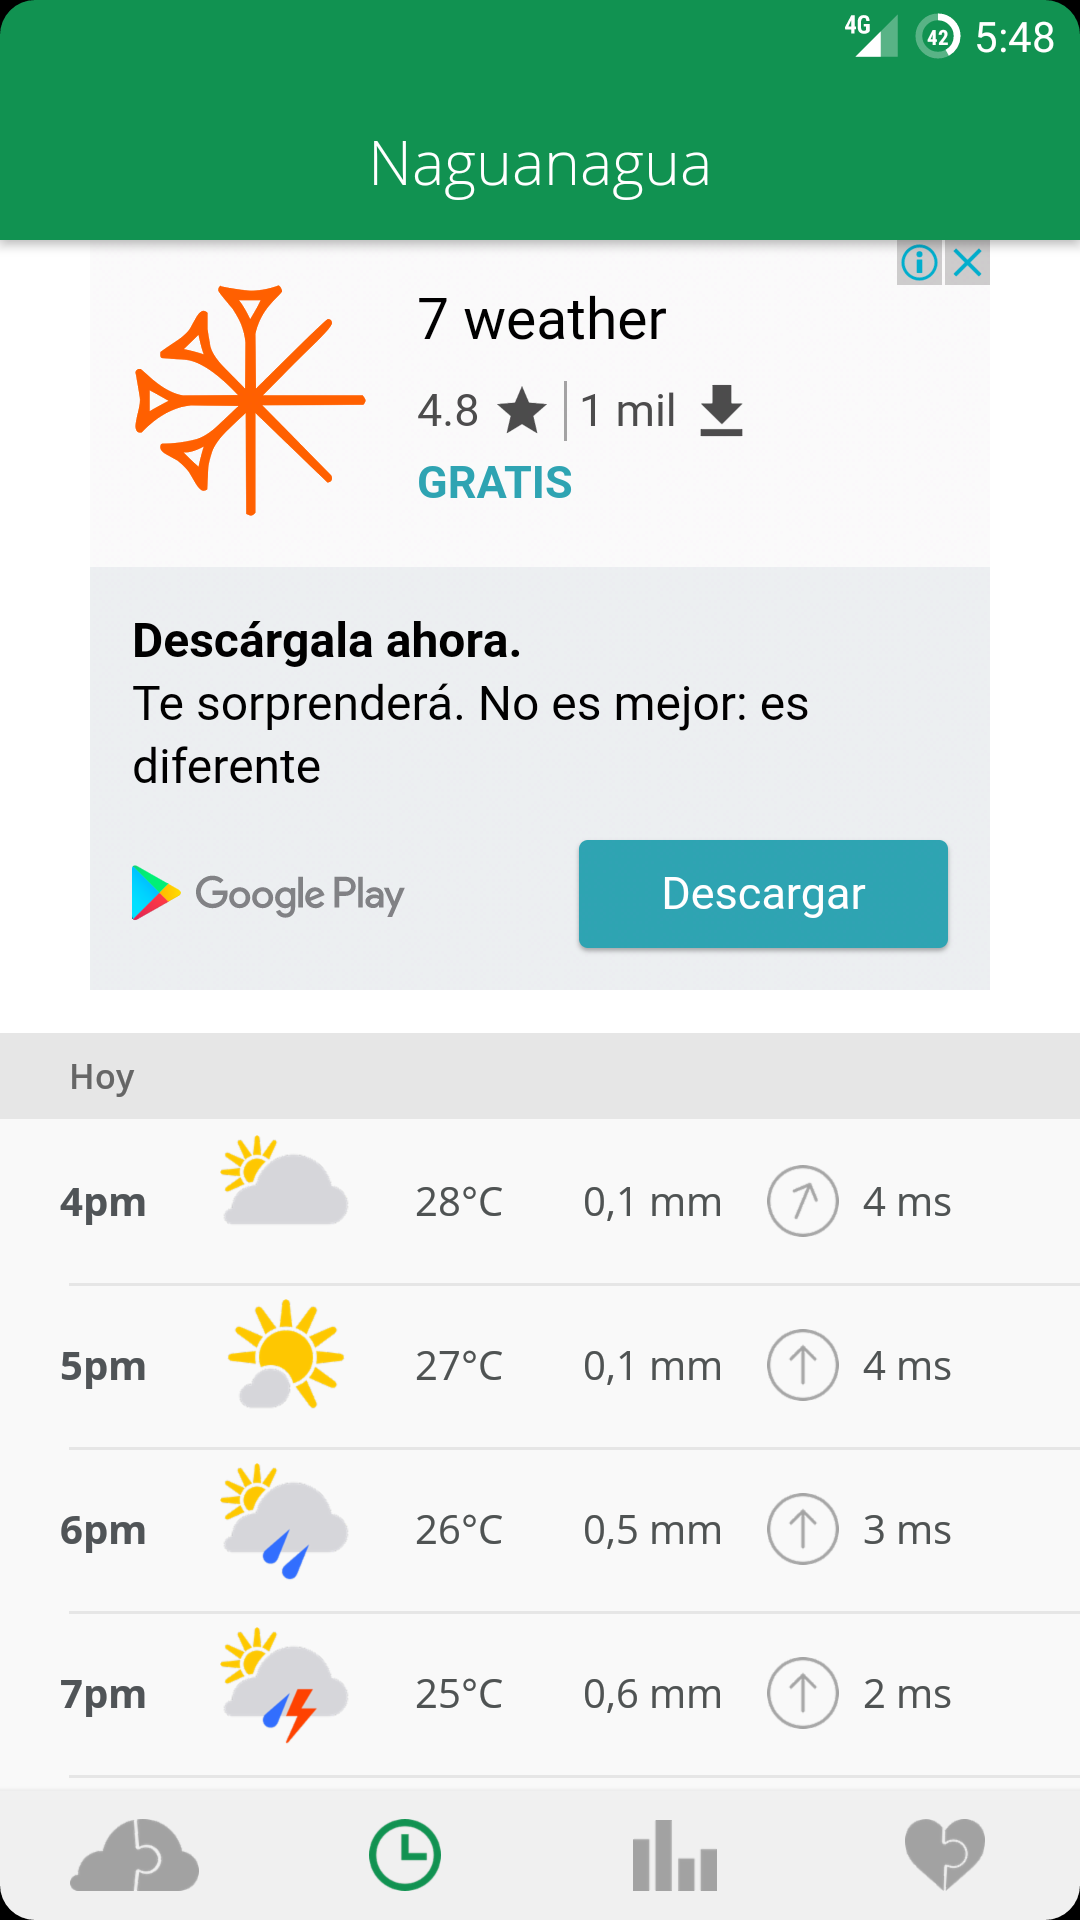 4G 42 5:48
Naguanagua
7 weather
4.8 1 mil
GRATIS
Descárgala ahora.
Te sorprenderá. No es mejor: es
diferente
Google Play Descargar
Hoy
4pm 28°C 0,1 mm 4 ms
5pm 27°C 0,1 mm 4 ms
6pm 26°C 0,5 mm 3 ms
7pm 25°C 0,6 mm 2 ms